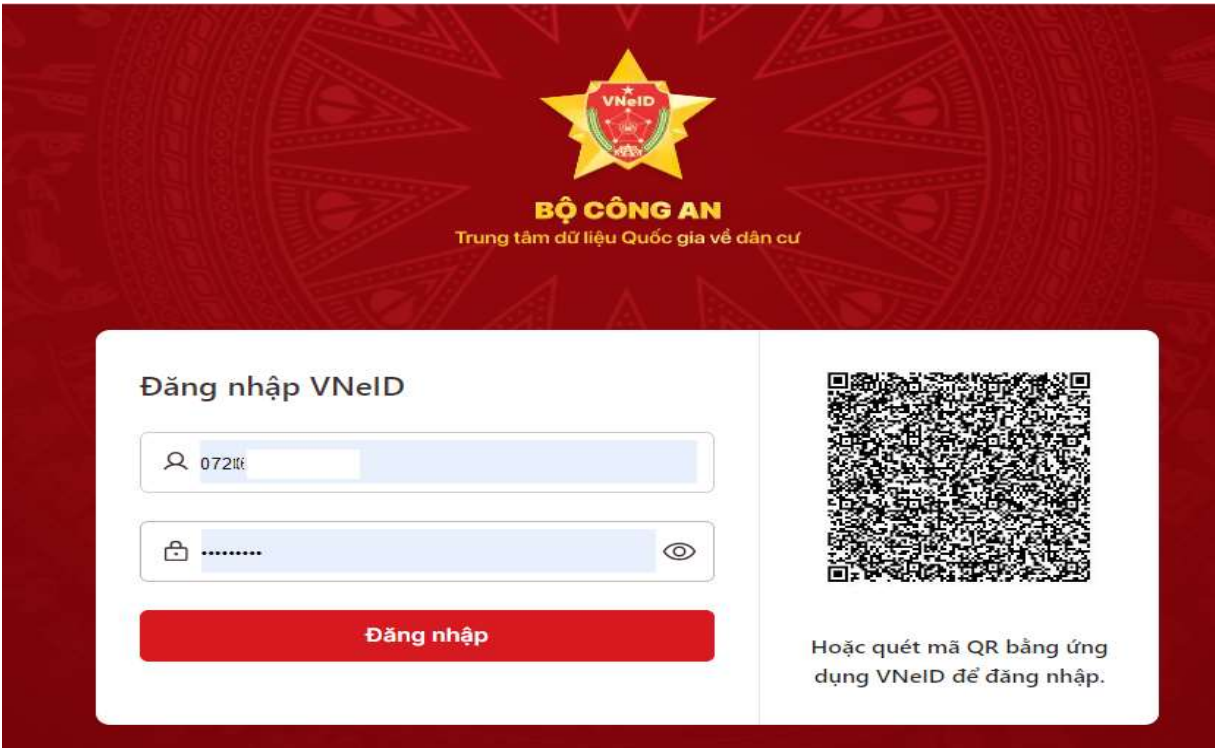 VNeID
BỘ CÔNG AN
Trung tâm dữ liệu Quốc gia về dân cư
Đăng nhập VNeID
072
•••••••••
Đăng nhập
Hoặc quét mã QR bằng ứng
dụng VNeID để đăng nhập.